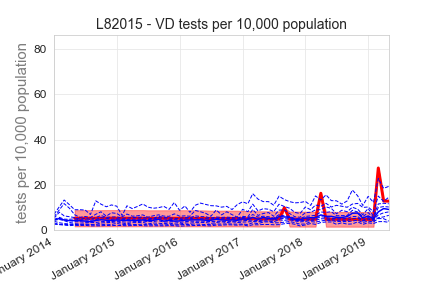 L82015 - VD tests per 10,000 population
tests per 10,000 population
80
60
40
20
0
nuary 2014
January 2015
January 2016
January 2017
January 2018
January 2019